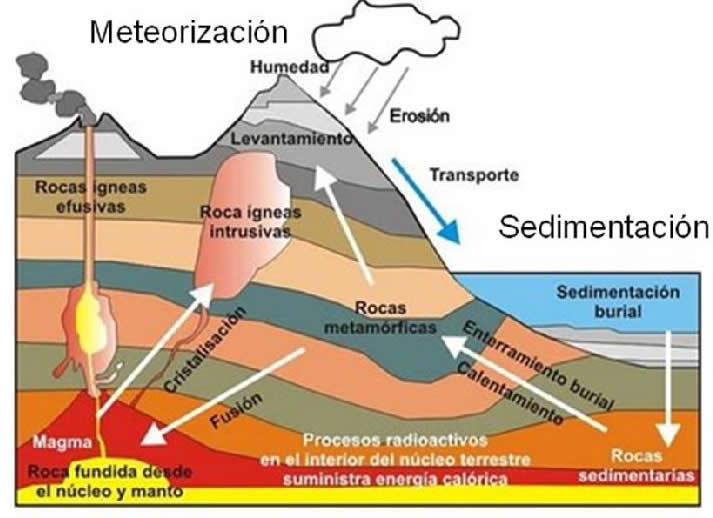 Meteorización
Humedad
Erosión
Levantamiento
Transporte
Rocas ígneas
efusivas
Roca ígneas
intrusivas
Sedimentación
Sedimentación
burial
Rocas
metamórficas
Cristalisación
Enterramiento burial
Calentamiento
Fusión
Magma
Procesos radioactivos
en el interior del núcleo terrestre
suministra energía calórica
Rocas
sedimentarias
Roca fundida desde
el núcleo y manto